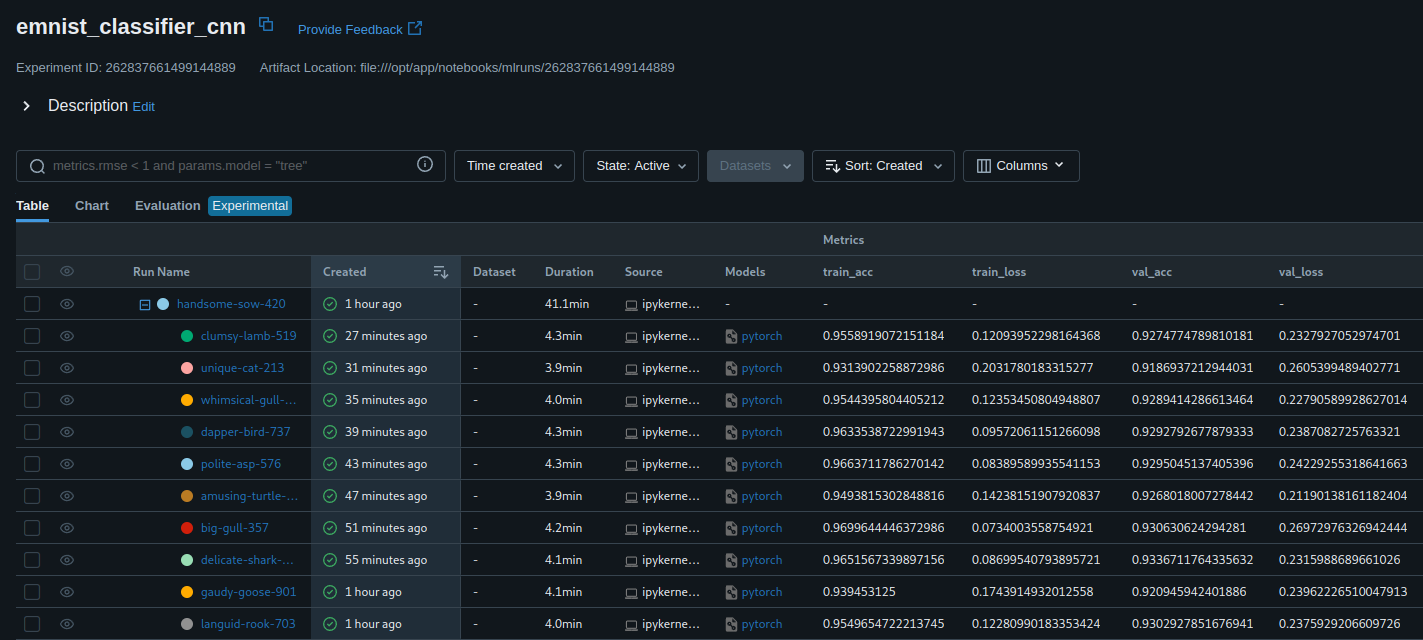 emnist_classifier_cnn Provide Feedback
Experiment ID: 262837661499144889 Artifact Location: file:///opt/app/notebooks/mlruns/262837661499144889
Description Edit
metrics.rmse < 1 and params.model = "tree" Time created State: Active Datasets Sort: Created Columns
Table Chart Evaluation Experimental
Metrics
Run Name Created Dataset Duration Source Models train_acc train_loss val_acc val_loss
handsome-sow-420 1 hour ago - 41.1min ipykerne... - - - - -
clumsy-lamb-519 27 minutes ago - 4.3min ipykerne... pytorch 0.9558919072151184 0.12093952298164368 0.9274774789810181 0.2327927052974701
unique-cat-213 31 minutes ago - 3.9min ipykerne... pytorch 0.9313902258872986 0.2031780183315277 0.9186937212944031 0.2605399489402771
whimsical-gull-... 35 minutes ago - 4.0min ipykerne... pytorch 0.9544395804405212 0.12353450804948807 0.9289414286613464 0.22790589928627014
dapper-bird-737 39 minutes ago - 4.3min ipykerne... pytorch 0.9633538722991943 0.09572061151266098 0.9292792677879333 0.2387082725763321
polite-asp-576 43 minutes ago - 4.3min ipykerne... pytorch 0.9663711786270142 0.08389589935541153 0.9295045137405396 0.24229255318641663
amusing-turtle-... 47 minutes ago - 3.9min ipykerne... pytorch 0.9493815302848816 0.14238151907920837 0.9268018007278442 0.21190138161182404
big-gull-357 51 minutes ago - 4.2min ipykerne... pytorch 0.9699644446372986 0.0734003558754921 0.930630624294281 0.26972976326942444
delicate-shark-... 55 minutes ago - 4.1min ipykerne... pytorch 0.9651567339897156 0.08699540793895721 0.9336711764335632 0.2315988689661026
gaudy-goose-901 1 hour ago - 4.1min ipykerne... pytorch 0.939453125 0.1743914932012558 0.920945942401886 0.23962226510047913
languid-rook-703 1 hour ago - 4.0min ipykerne... pytorch 0.9549654722213745 0.12280990183353424 0.9302927851676941 0.2375929206609726